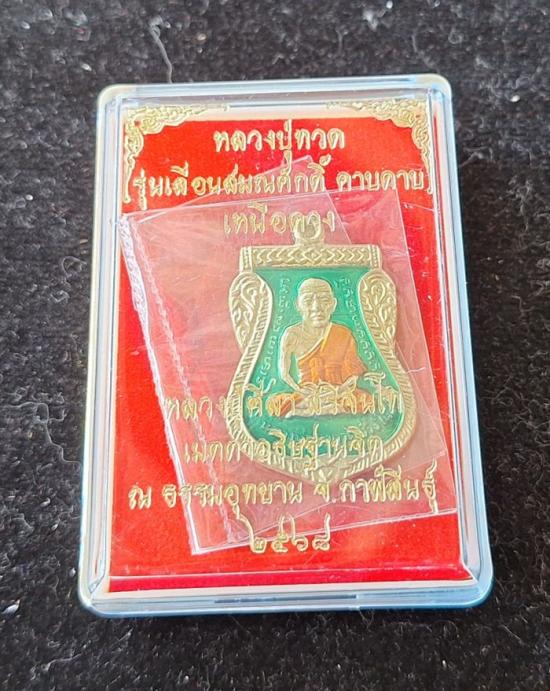 หลวงปู่ทวด
(รุ่นเลื่อนสมณศักดิ์ คาบดาบ)
เหนือดวง
หลวงปู่ศิลา สิริจันโท
เมตตาอธิษฐานจิต
ณ ธรรมอุทยาน จ.กาฬสินธุ์
๒๕๖๘